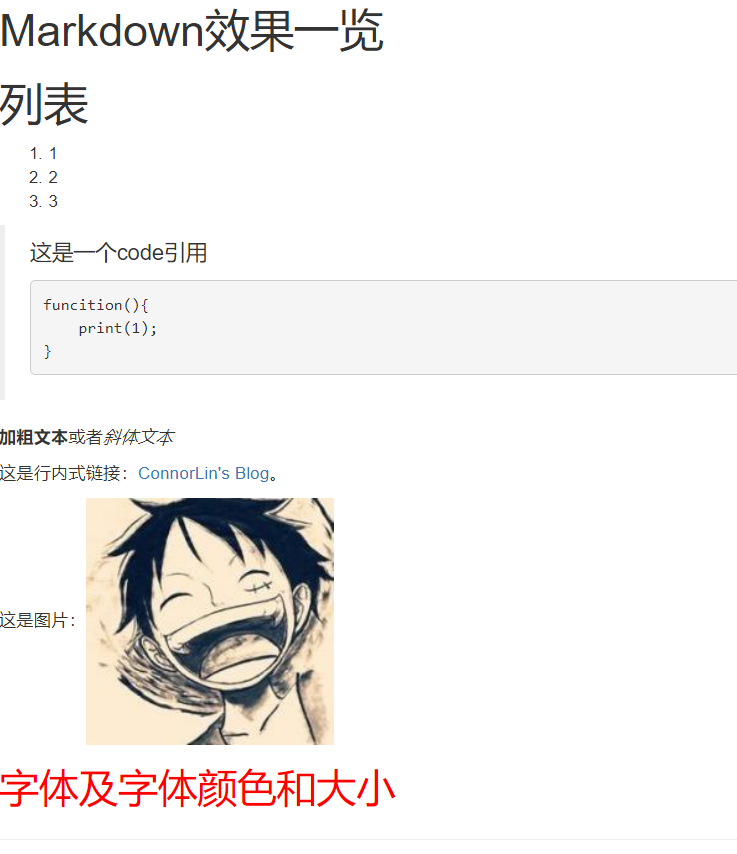 Markdown效果一览
列表
1. 1
2. 2
3. 3
这是一个code引用
funcition(){
    print(1);
}
加粗文本或者斜体文本
这是行内式链接：ConnorLin's Blog。
这是图片：
字体及字体颜色和大小